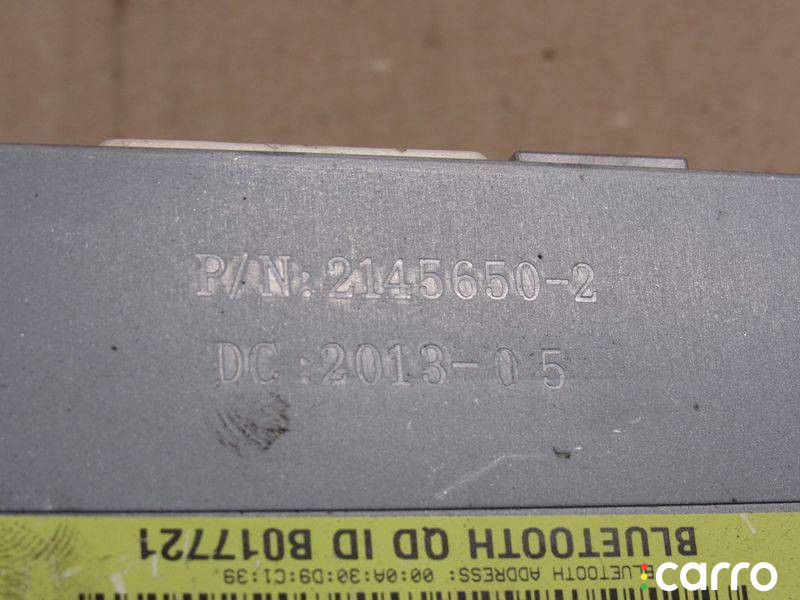 P/N:2145650-2
DC:2013-05
BLUETOOTH QD ID B017721
BLUETOOTH ADDRESS: 00:0A:30:D9:C1:39.
carro